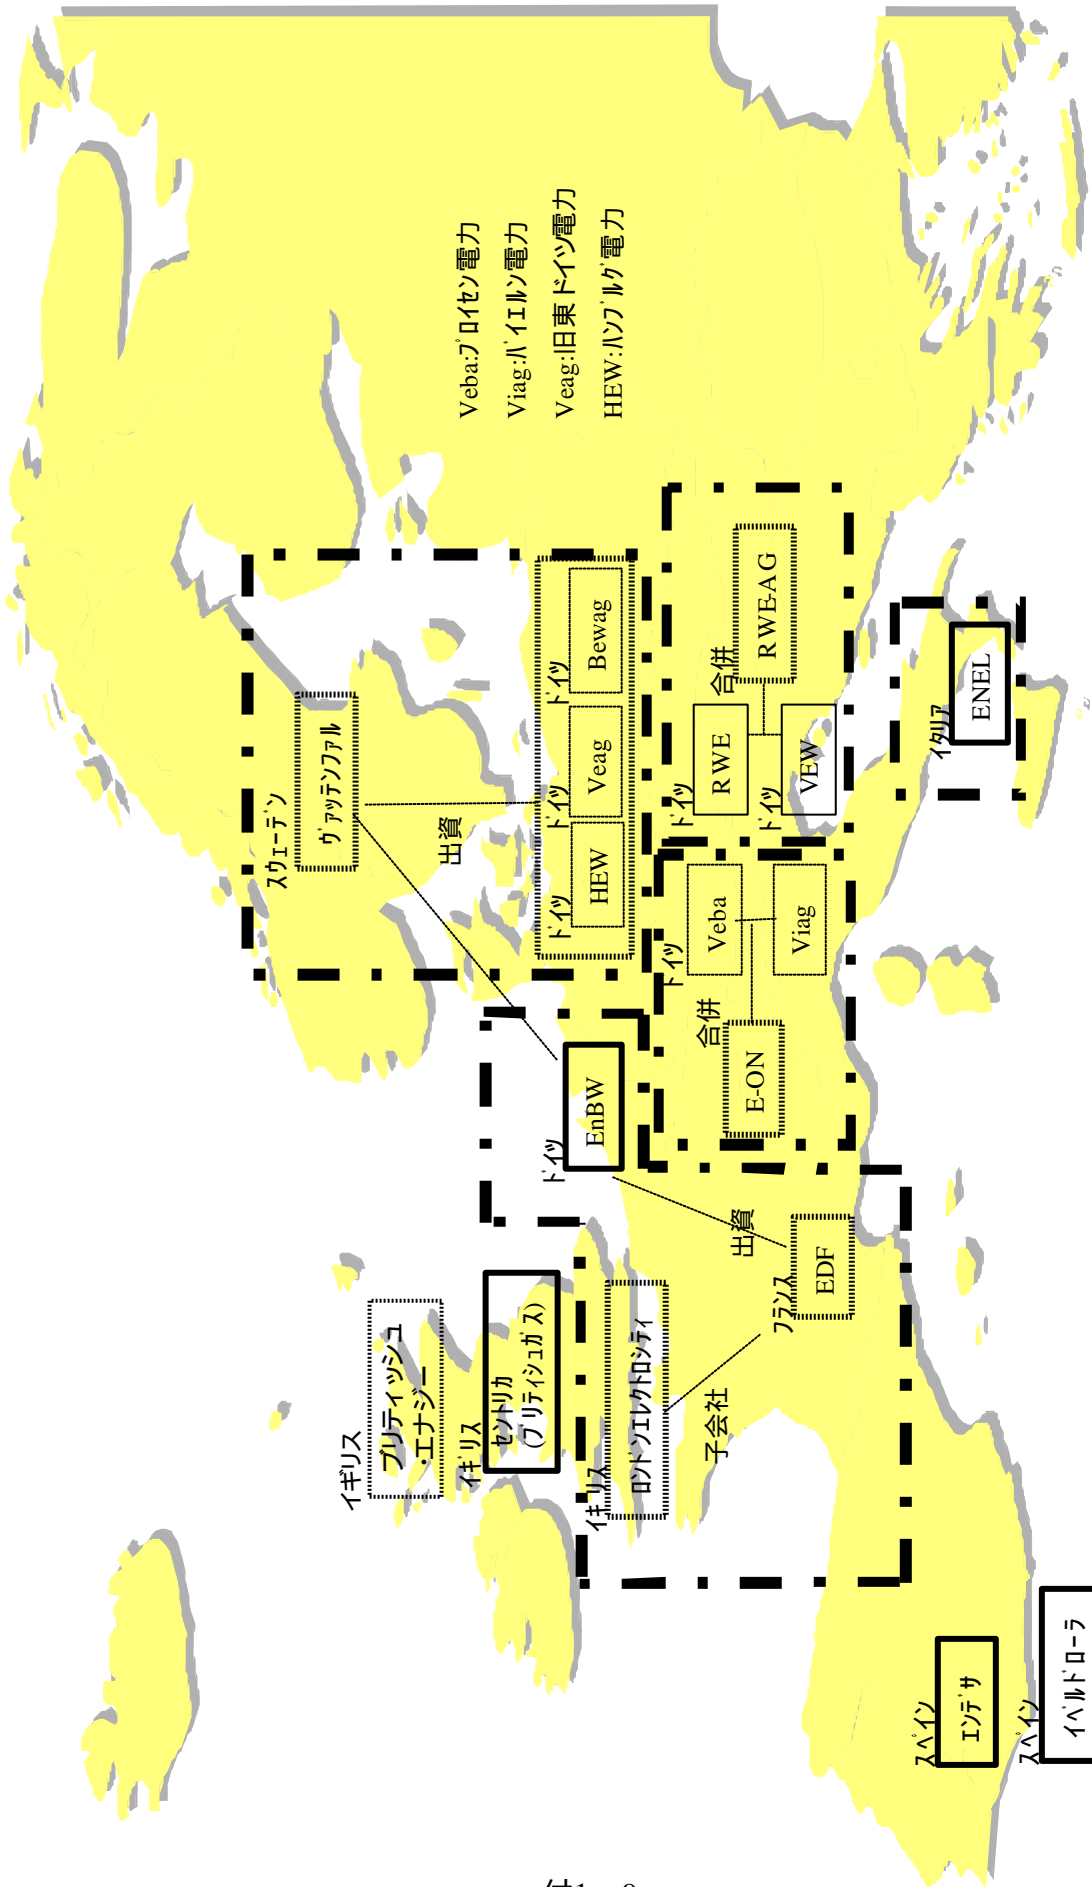 イギリス
ブリティッシュ
・エナジー
イギリス
セントリカ
(ブリティシュガス)
イギリス
ロンドンエレクトロシティ
子会社
フランス
EDF
出資
ドイツ
EnBW
スウェーデン
ヴァッテンファル
出資
ドイツ
HEW
ドイツ
Veag
ドイツ
Bewag
ドイツ
Veba
Viag
合併
E-ON
ドイツ
RWE
ドイツ
VEW
合併
RWE-AG
イタリア
ENEL
スペイン
エンデサ
スペイン
イベルドローラ
Veba:プロイセン電力
Viag:バイエルン電力
Veag:旧東ドイツ電力
HEW:ハンブルグ電力